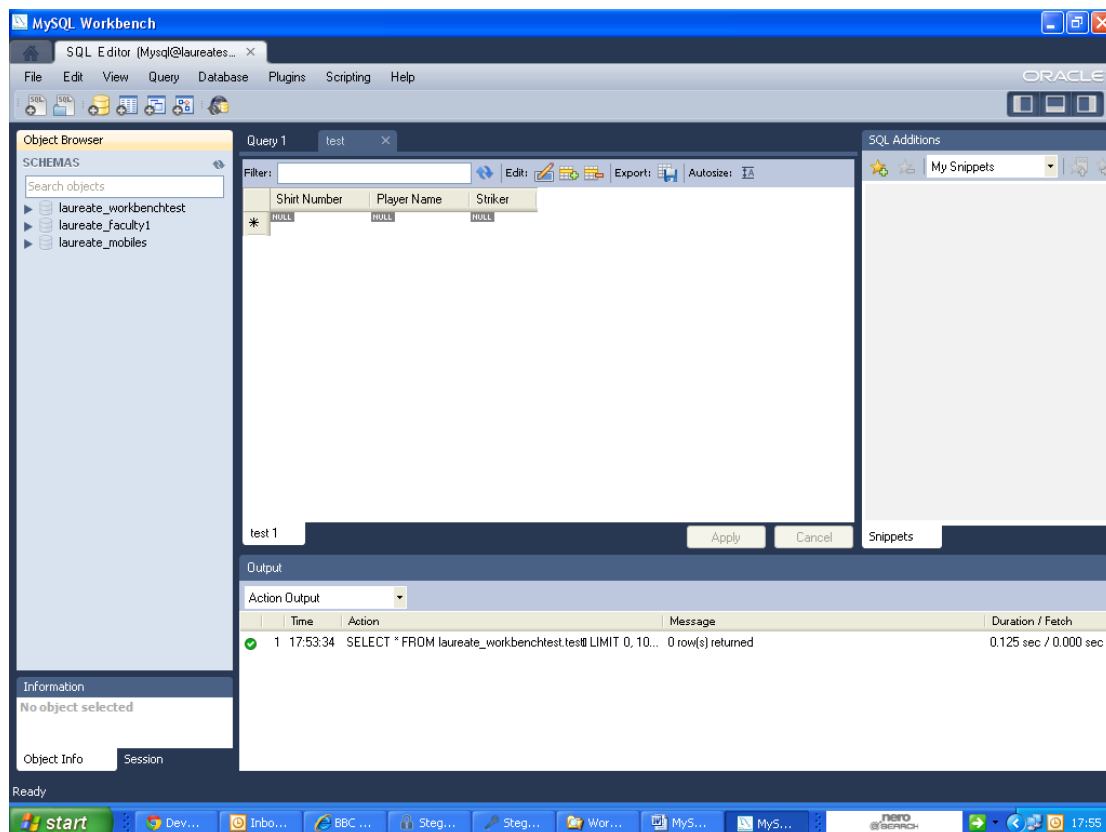 MySQL Workbench
SQL Editor (Mysql@laureates... ×
File Edit View Query Database Plugins Scripting Help
ORACLE
SQL SQL
Object Browser
Query 1 test ×
SQL Additions
SCHEMAS
Filter: Edit: Export: Autosize:
My Snippets
Search objects
Shirt Number Player Name Striker
NULL NULL NULL
laureate_workbenchtest
laureate_faculty1
laureate_mobiles
test 1
Apply Cancel
Snippets
Output
Action Output
Time Action Message Duration / Fetch
1 17:53:34 SELECT * FROM laureate_workbenchtest.test LIMIT 0, 10... 0 row(s) returned 0.125 sec / 0.000 sec
Information
No object selected
Object Info Session
Ready
start Dev... Inbo... BBC ... Steg... Steg... Wor... MyS... MyS... nero SEARCH 17:55